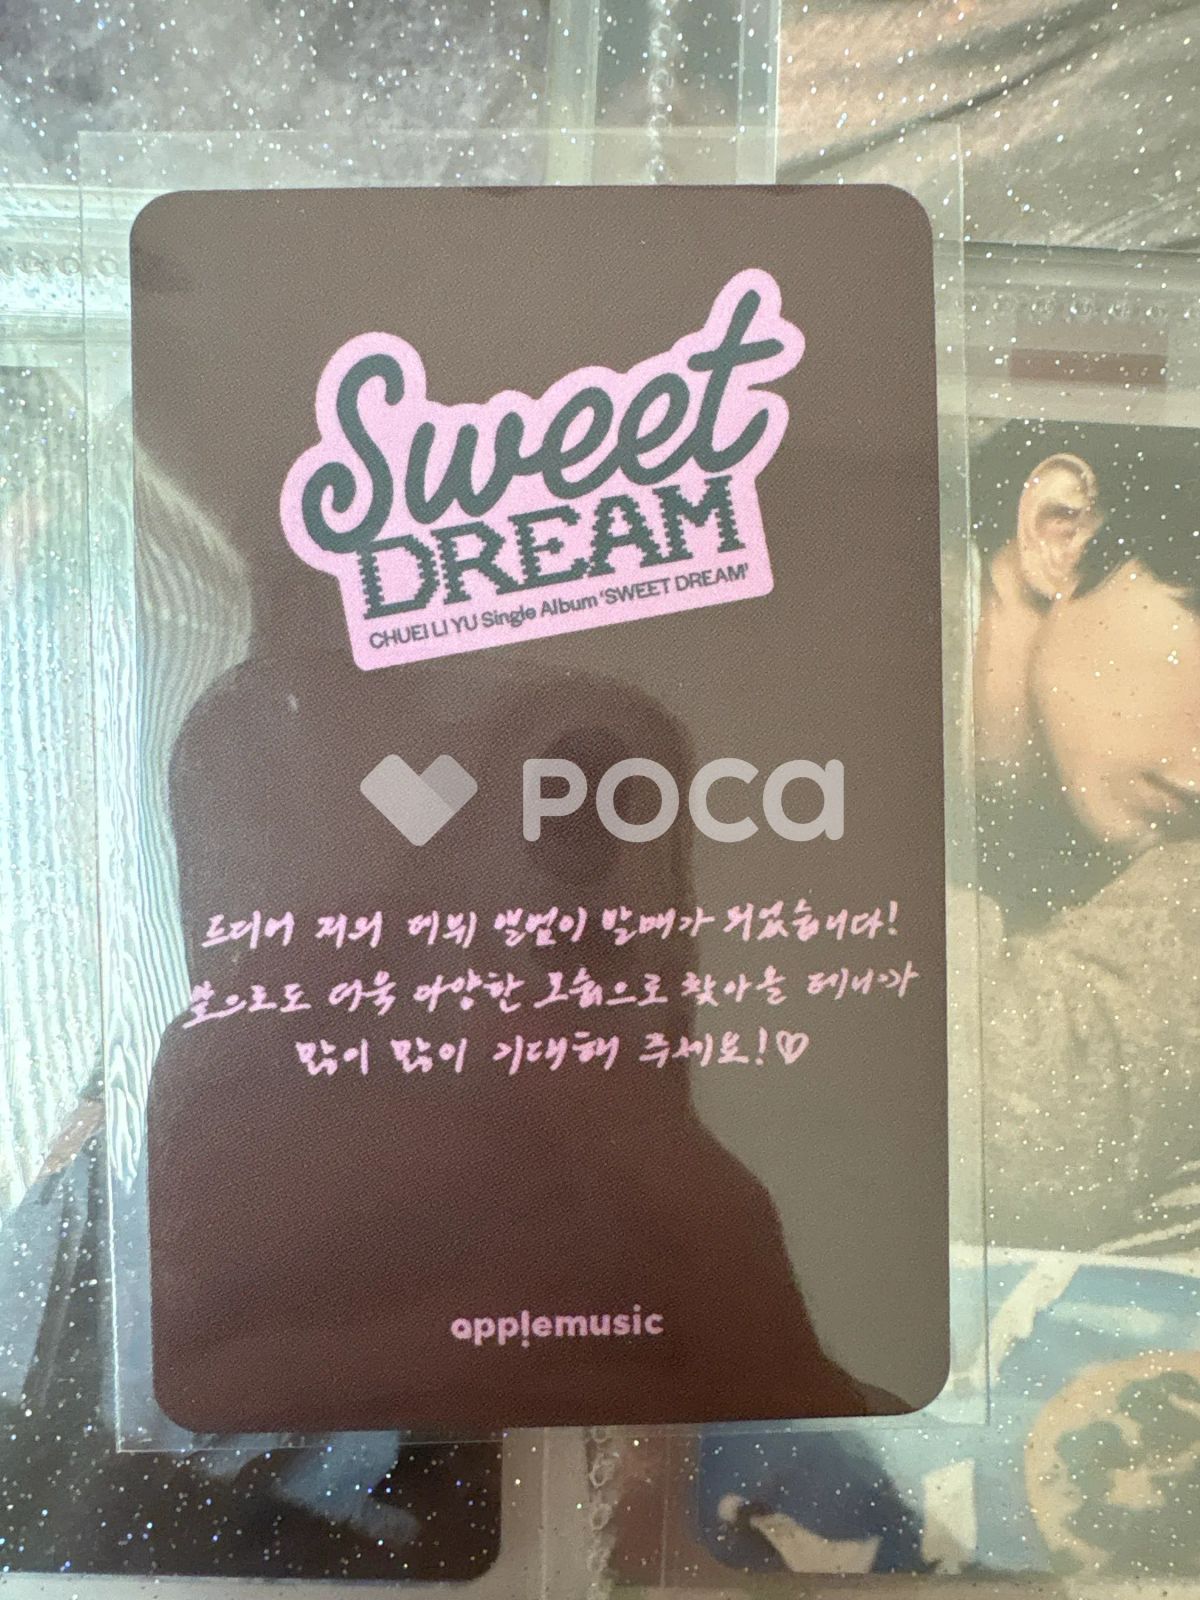 Sweet
DREAM
CHUEI LI YU Single Album 'SWEET DREAM'
POCA
드디어 저의 데뷔 앨범이 발매가 되었습니다!
앞으로도 더욱 다양한 모습으로 찾아올 테니까
많이 많이 기대해 주세요!♡
applemusic